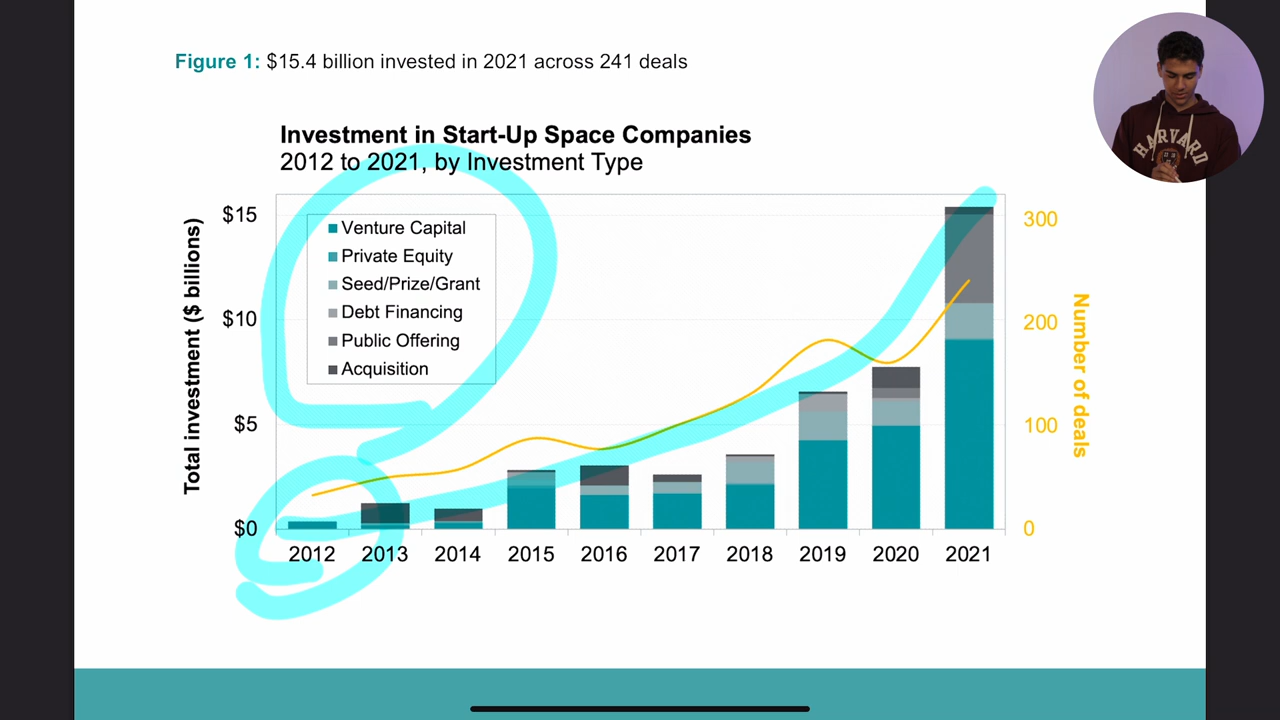 Figure 1: $15.4 billion invested in 2021 across 241 deals
HARVARD
Investment in Start-Up Space Companies
2012 to 2021, by Investment Type
Total investment ($ billions)
$15
$10
$5
$0
Venture Capital
Private Equity
Seed/Prize/Grant
Debt Financing
Public Offering
Acquisition
300
200
100
0
Number of deals
2012 2013 2014 2015 2016 2017 2018 2019 2020 2021